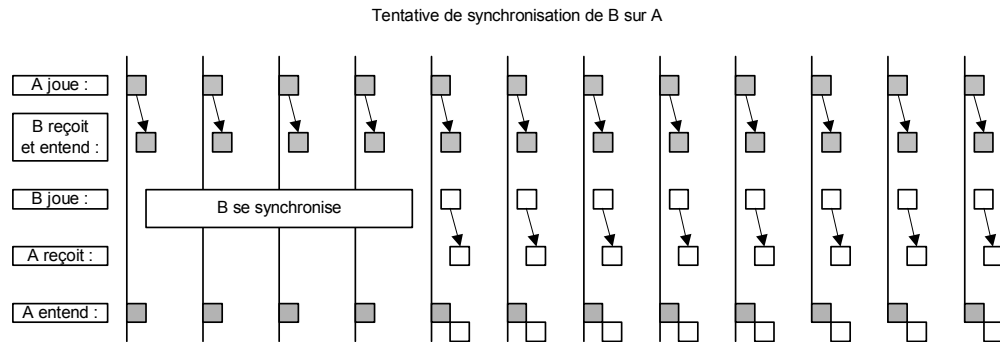 Tentative de synchronisation de B sur A
A joue :
B reçoit
et entend :
B joue :
B se synchronise
A reçoit :
A entend :